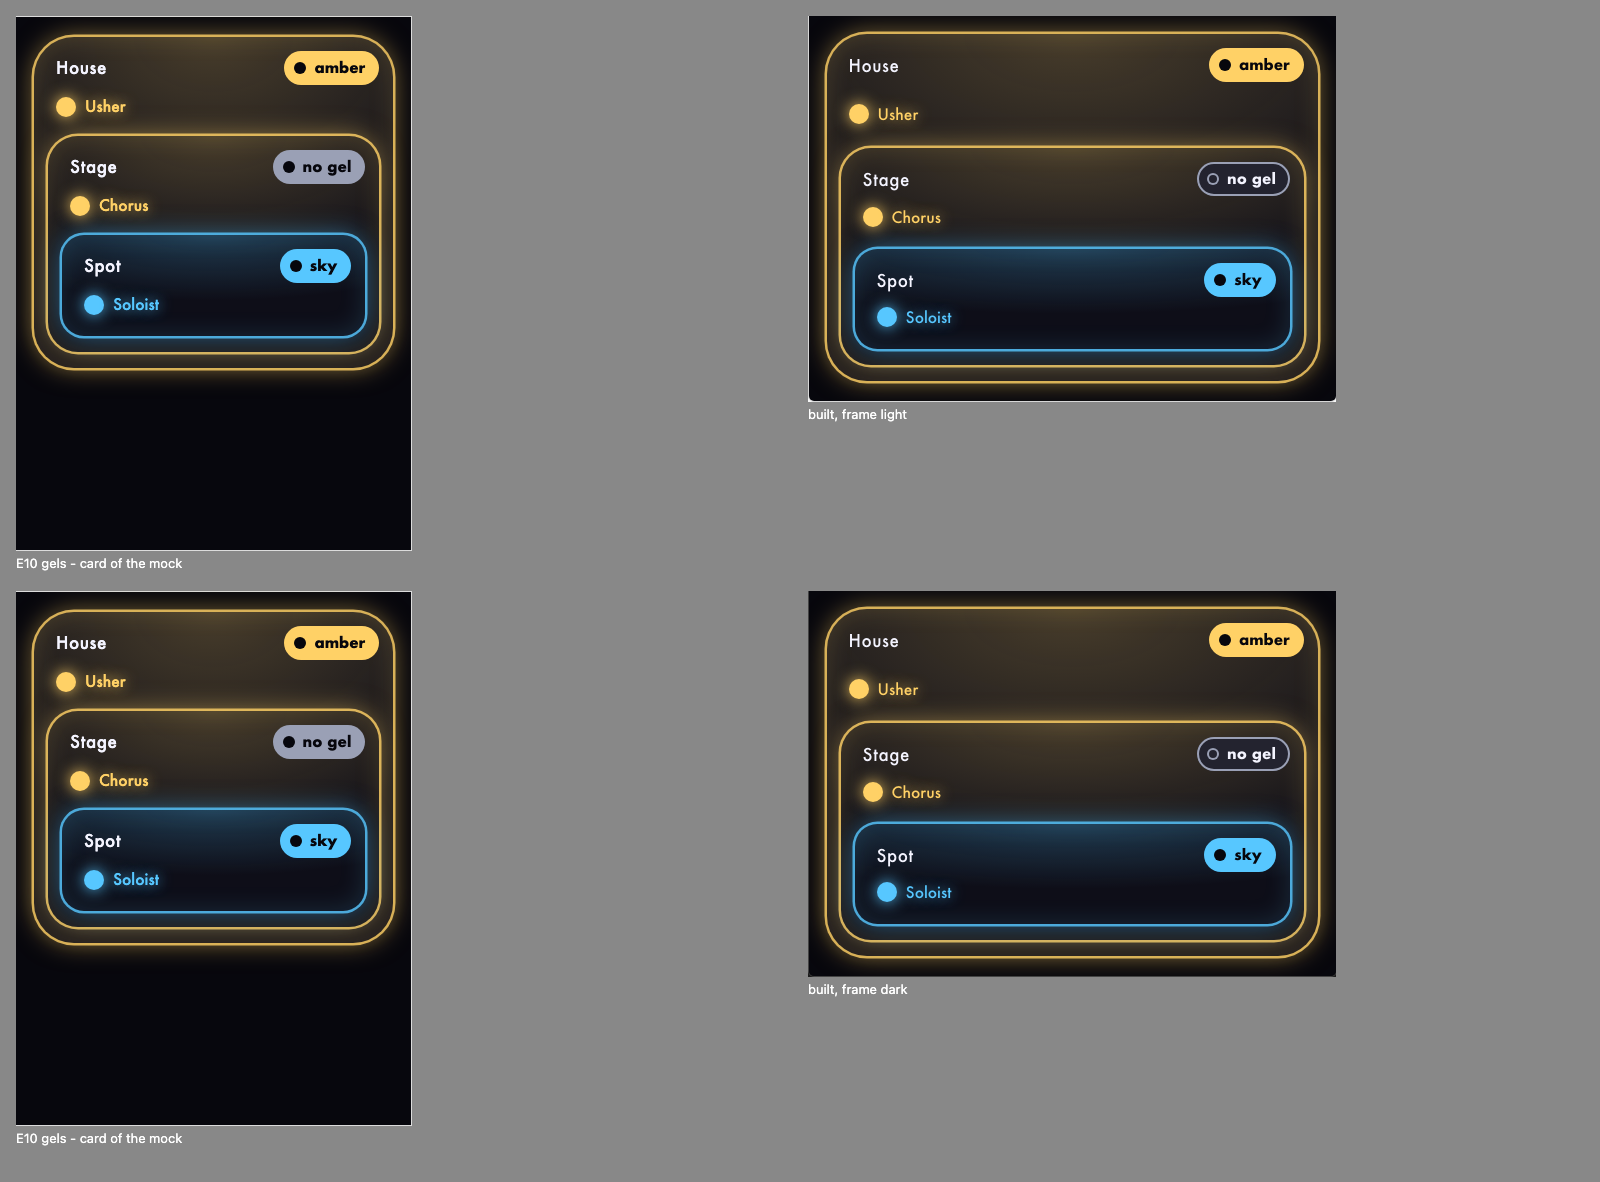 House
amber
Usher
Stage
no gel
Chorus
Spot
sky
Soloist
E10 gels - card of the mock
House
amber
Usher
Stage
no gel
Chorus
Spot
sky
Soloist
built, frame light
House
amber
Usher
Stage
no gel
Chorus
Spot
sky
Soloist
E10 gels - card of the mock
House
amber
Usher
Stage
no gel
Chorus
Spot
sky
Soloist
built, frame dark